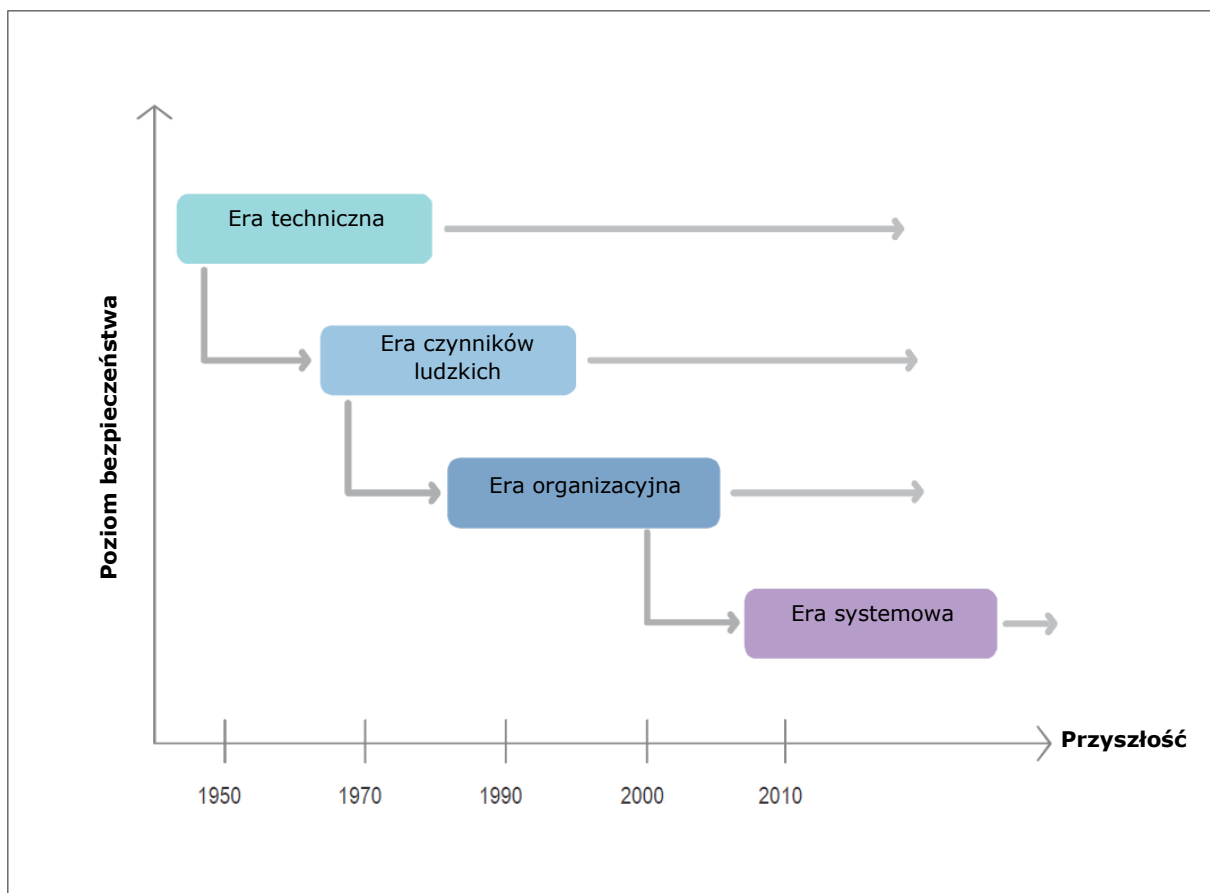 Era techniczna
Era czynników
ludzkich
Era organizacyjna
Era systemowa
Poziom bezpieczeństwa
Przyszłość
1950 1970 1990 2000 2010